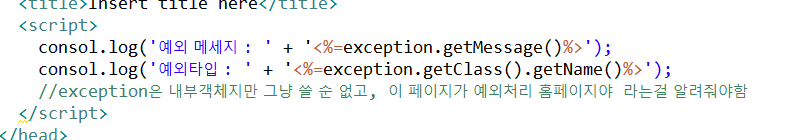 <title>Insert title here</title>
<script>
consol.log('예외 메세지 : ' + '<%=exception.getMessage()%>');
consol.log('예외타입 : ' + '<%=exception.getClass().getName()%>');
//exception은 내부객체지만 그냥 쓸 순 없고, 이 페이지가 예외처리 홈페이지야 라는걸 알려줘야함
</script>
</head>